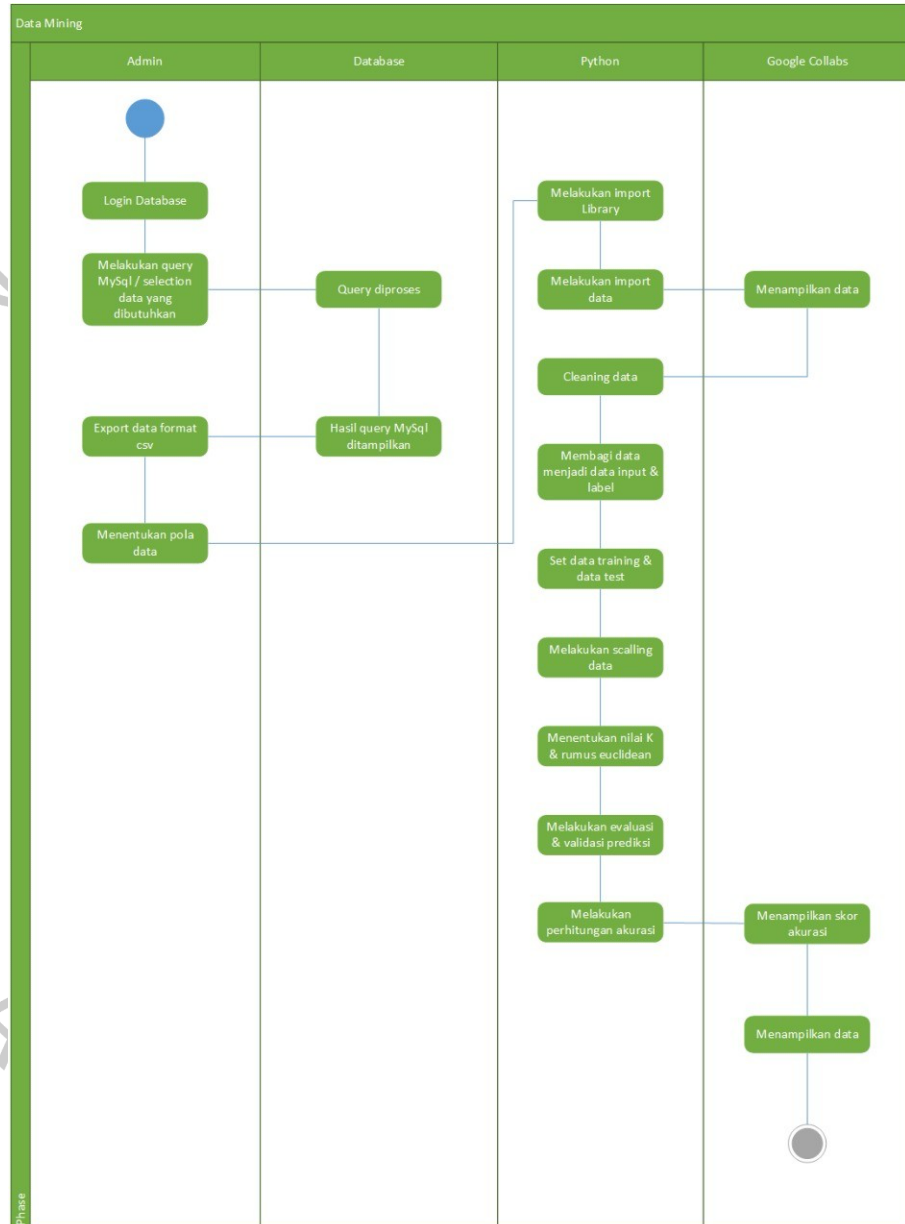 Data Mining
Admin
Database
Python
Google Collabs
Login Database
Melakukan query
MySql / selection
data yang
dibutuhkan
Query diproses
Hasil query MySql
ditampilkan
Export data format
csv
Menentukan pola
data
Melakukan import
Library
Melakukan import
data
Menampilkan data
Cleaning data
Membagi data
menjadi data input &
label
Set data training &
data test
Melakukan scalling
data
Menentukan nilai K
& rumus euclidean
Melakukan evaluasi
& validasi prediksi
Melakukan
perhitungan akurasi
Menampilkan skor
akurasi
Menampilkan data
Phase